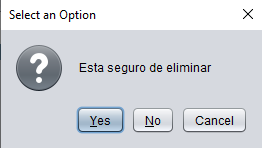 Select an Option
Esta seguro de eliminar
Yes
No
Cancel